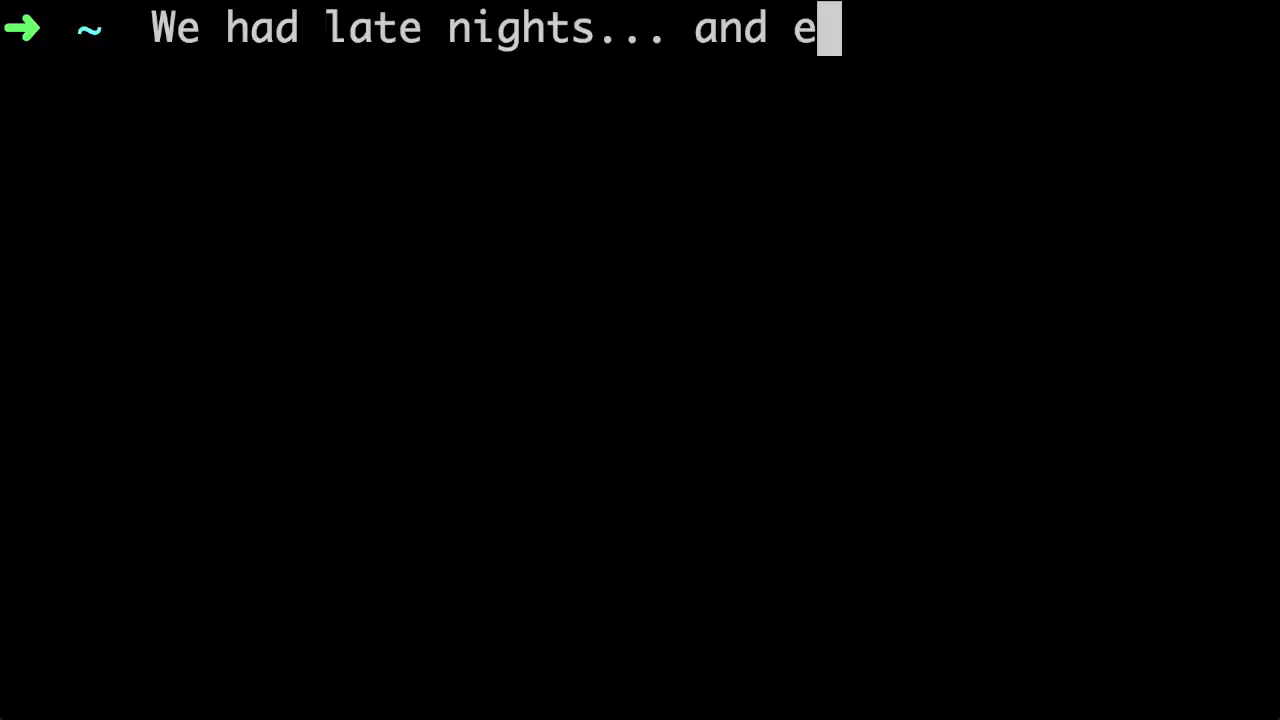 ➜ ~ We had late nights... and e